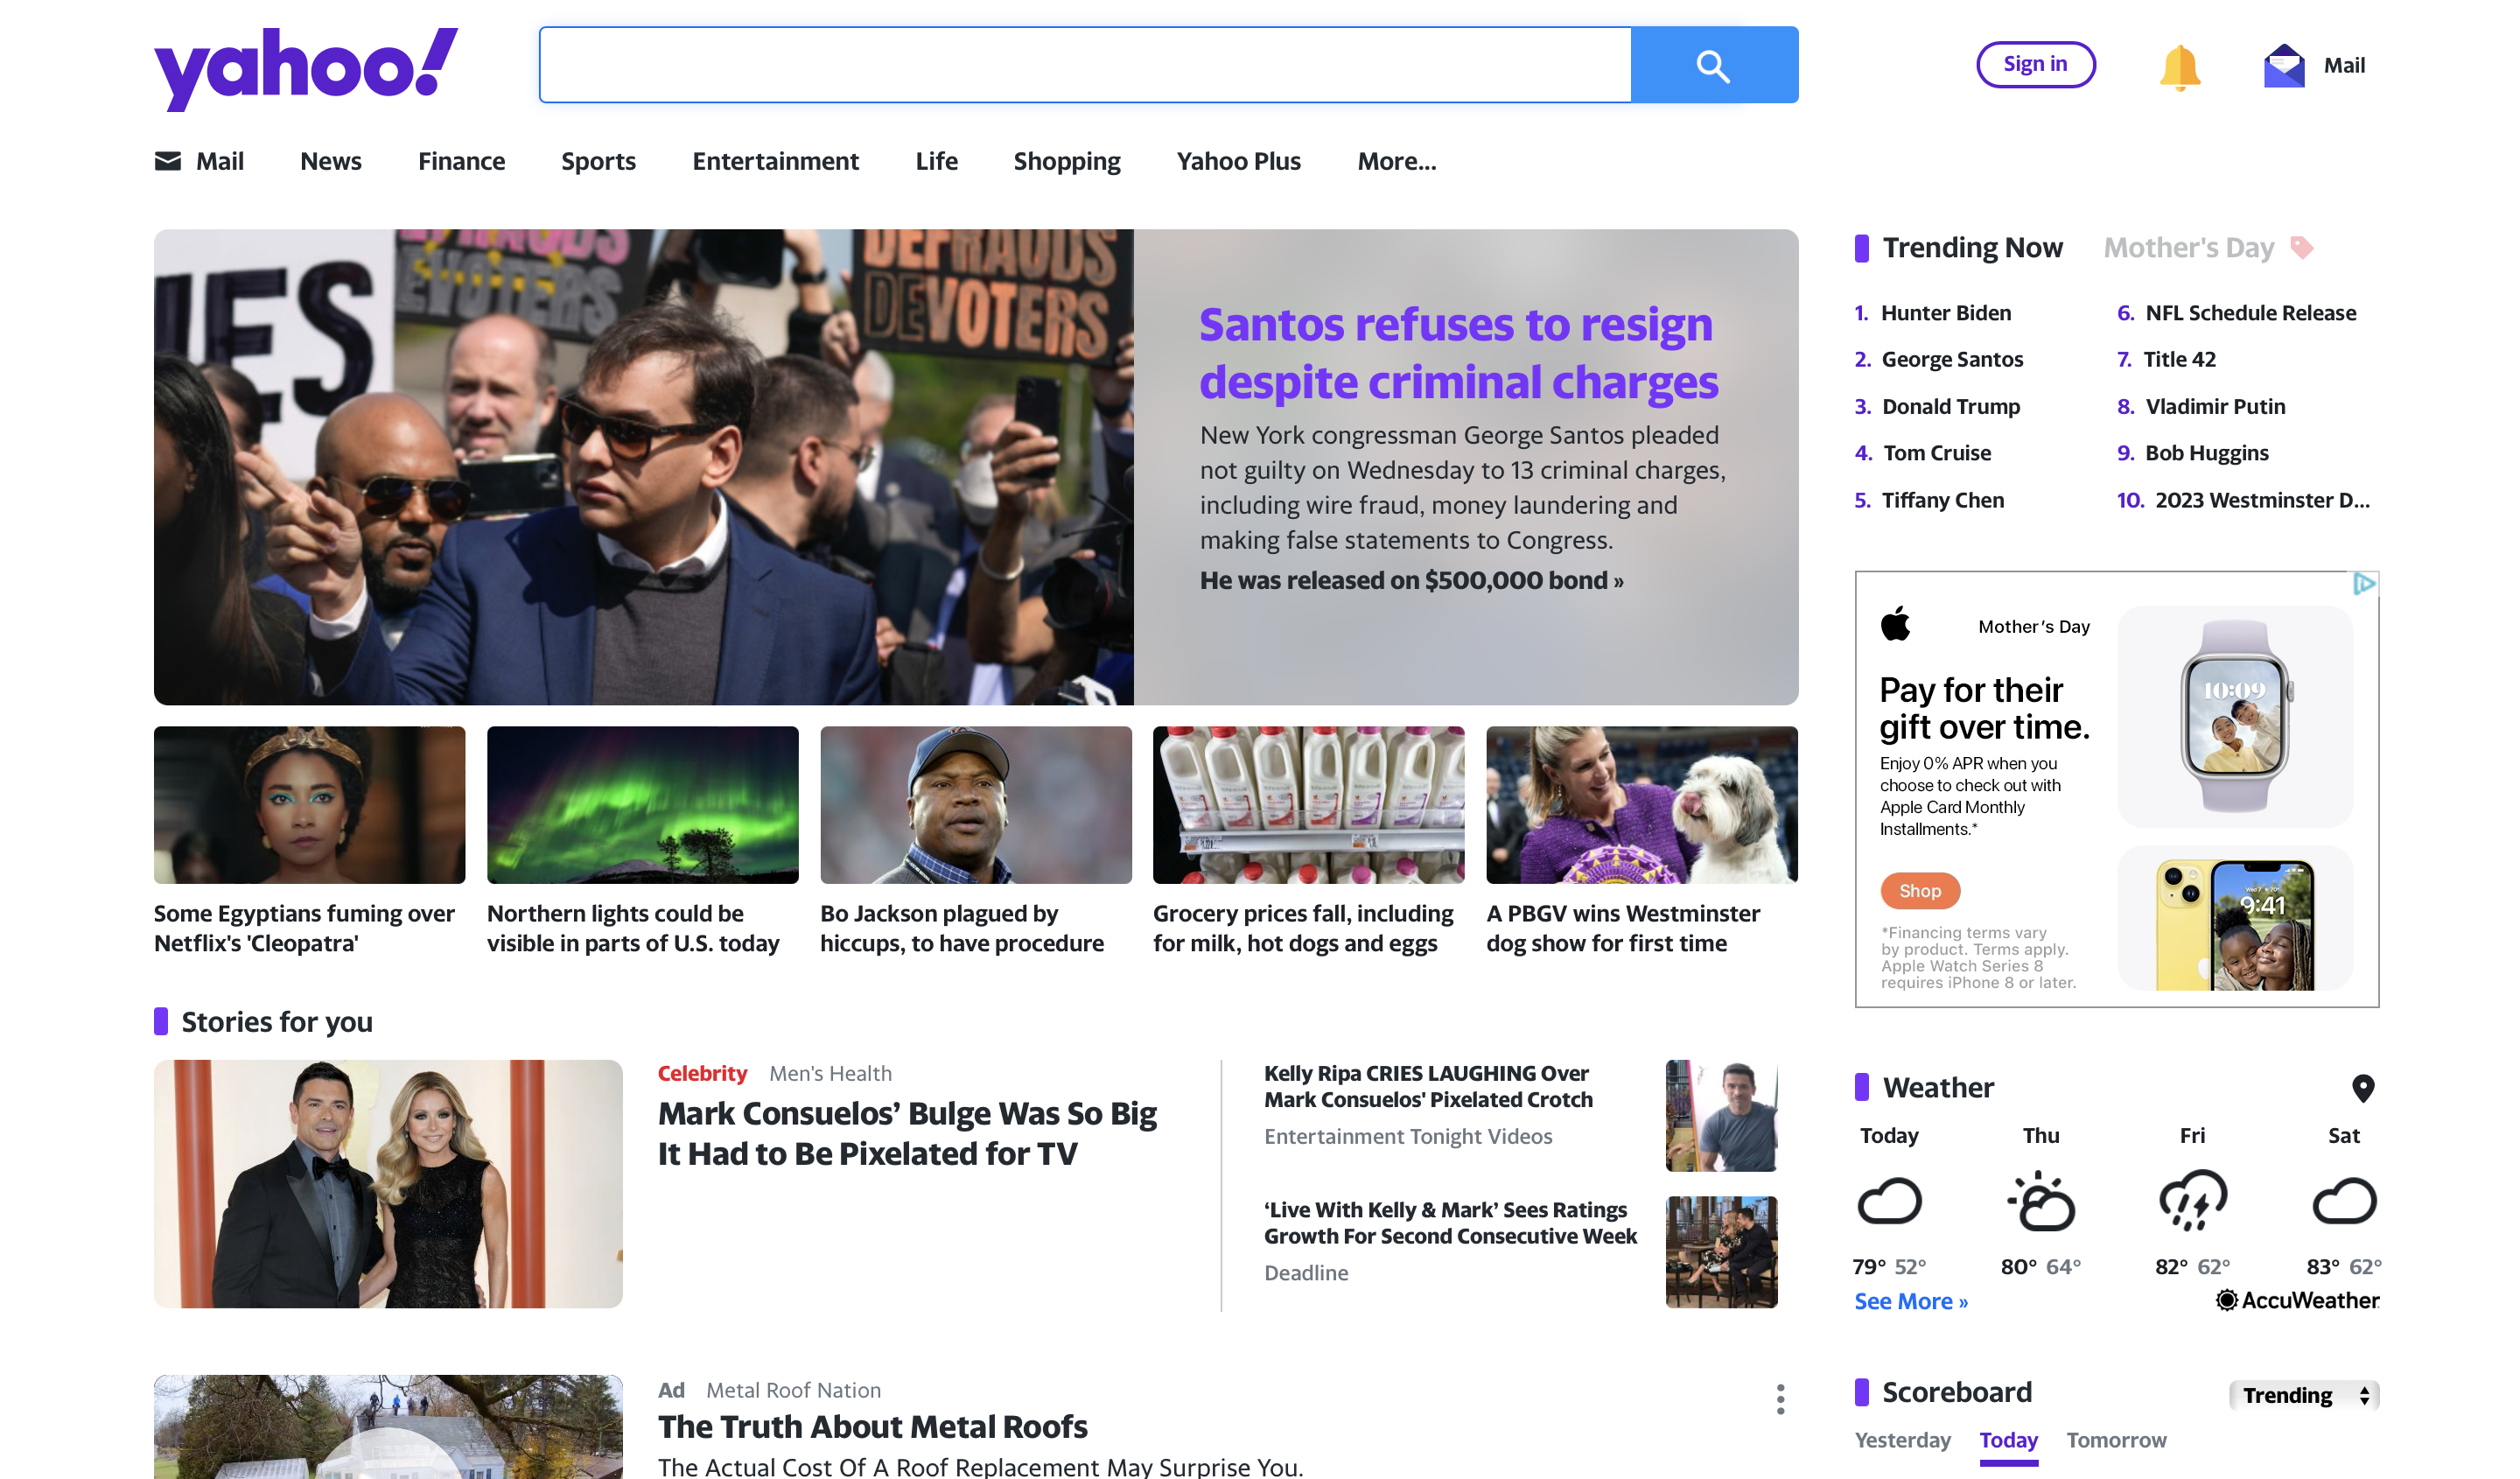 yahoo!
Sign in
Mail
Mail
News
Finance
Sports
Entertainment
Life
Shopping
Yahoo Plus
More...
IES
DEFRAUDS
DEVOTERS
Santos refuses to resign
despite criminal charges
New York congressman George Santos pleaded
not guilty on Wednesday to 13 criminal charges,
including wire fraud, money laundering and
making false statements to Congress.
He was released on $500,000 bond »
Some Egyptians fuming over
Netflix's 'Cleopatra'
Northern lights could be
visible in parts of U.S. today
Bo Jackson plagued by
hiccups, to have procedure
Grocery prices fall, including
for milk, hot dogs and eggs
A PBGV wins Westminster
dog show for first time
Stories for you
Celebrity Men's Health
Mark Consuelos’ Bulge Was So Big
It Had to Be Pixelated for TV
Kelly Ripa CRIES LAUGHING Over
Mark Consuelos' Pixelated Crotch
Entertainment Tonight Videos
‘Live With Kelly & Mark’ Sees Ratings
Growth For Second Consecutive Week
Deadline
Ad Metal Roof Nation
The Truth About Metal Roofs
The Actual Cost Of A Roof Replacement May Surprise You.
Trending Now
Mother's Day
1. Hunter Biden
2. George Santos
3. Donald Trump
4. Tom Cruise
5. Tiffany Chen
6. NFL Schedule Release
7. Title 42
8. Vladimir Putin
9. Bob Huggins
10. 2023 Westminster D...
Mother's Day
Pay for their
gift over time.
Enjoy 0% APR when you
choose to check out with
Apple Card Monthly
Installments.*
Shop
*Financing terms vary
by product. Terms apply.
Apple Watch Series 8
requires iPhone 8 or later.
10:09
9:41
Weather
Today Thu Fri Sat
79° 52° 80° 64° 82° 62° 83° 62°
See More »
AccuWeather
Scoreboard
Trending
Yesterday Today Tomorrow